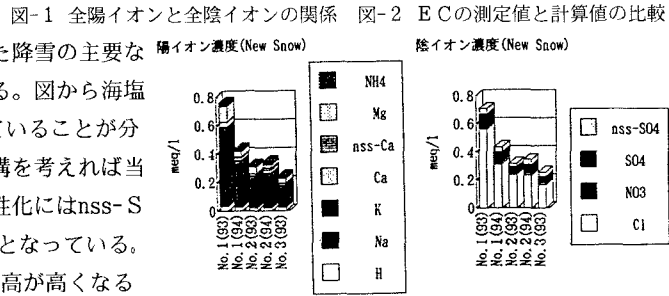 図-1 全陽イオンと全陰イオンの関係 図-2 ECの測定値と計算値の比較
た降雪の主要な
る。図から海塩
ていることが分
構を考えれば当
性化にはnss-S
となっている。
高が高くなる
陽イオン濃度(New Snow)
meq/l
0.8
0.6
0.4
0.2
0
No.1(93)
No.1(94)
No.2(93)
No.2(94)
No.3(93)
NH4
Mg
nss-Ca
Ca
K
Na
H
陰イオン濃度(New Snow)
meq/l
0.8
0.6
0.4
0.2
0
No.1(93)
No.1(94)
No.2(93)
No.2(94)
No.3(93)
nss-SO4
SO4
NO3
Cl